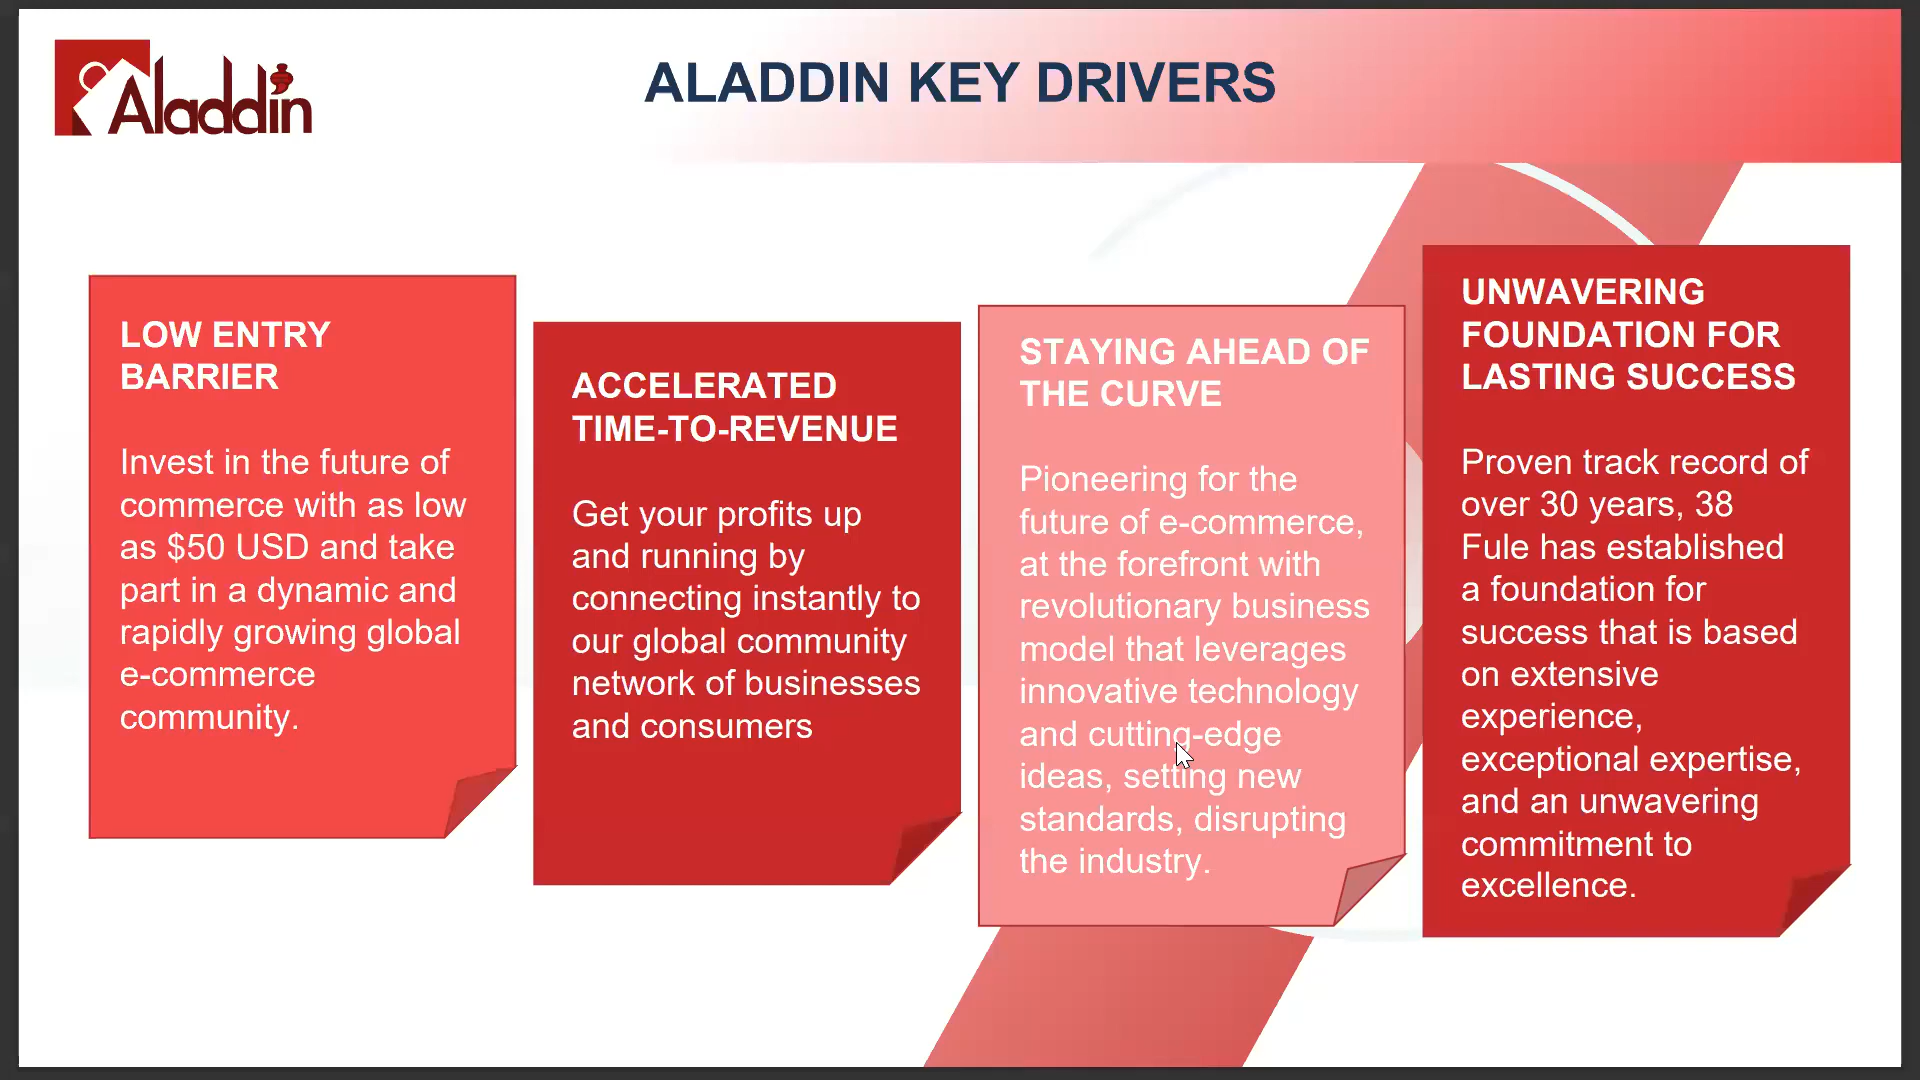 Aladdin
ALADDIN KEY DRIVERS
LOW ENTRY
BARRIER
Invest in the future of
commerce with as low
as $50 USD and take
part in a dynamic and
rapidly growing global
e-commerce
community.
ACCELERATED
TIME-TO-REVENUE
Get your profits up
and running by
connecting instantly to
our global community
network of businesses
and consumers
STAYING AHEAD OF
THE CURVE
Pioneering for the
future of e-commerce,
at the forefront with
revolutionary business
model that leverages
innovative technology
and cutting-edge
ideas, setting new
standards, disrupting
the industry.
UNWAVERING
FOUNDATION FOR
LASTING SUCCESS
Proven track record of
over 30 years, 38
Fule has established
a foundation for
success that is based
on extensive
experience,
exceptional expertise,
and an unwavering
commitment to
excellence.